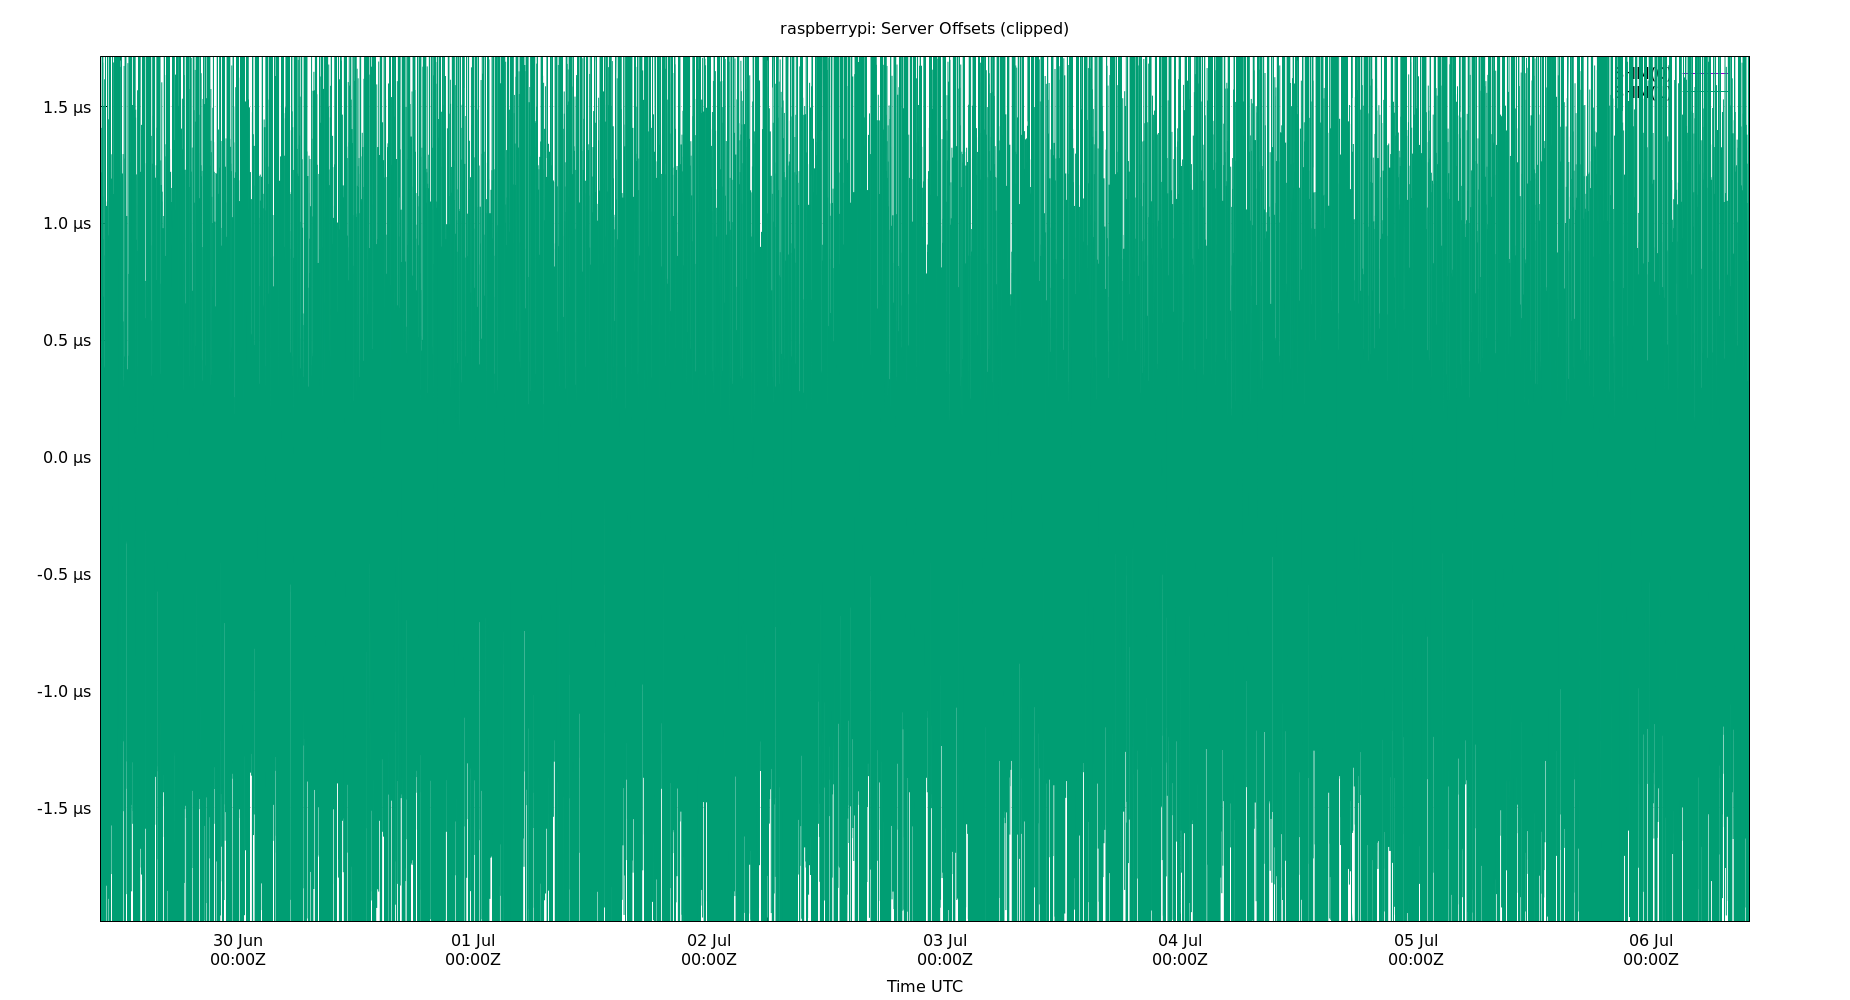 raspberrypi: Server Offsets (clipped)
1.5 µs
1.0 µs
0.5 µs
0.0 µs
-0.5 µs
-1.0 µs
-1.5 µs
30 Jun
00:00Z
01 Jul
00:00Z
02 Jul
00:00Z
03 Jul
00:00Z
04 Jul
00:00Z
05 Jul
00:00Z
06 Jul
00:00Z
Time UTC